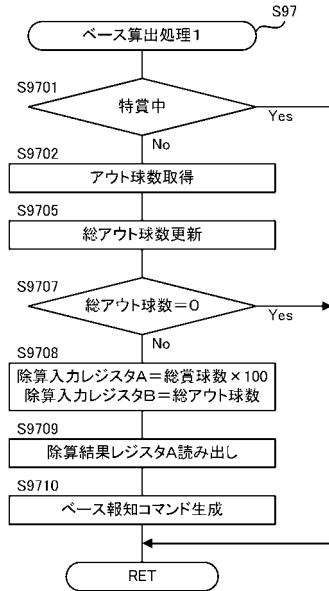 S97
ベース算出処理1
S9701
特賞中
Yes
No
S9702
アウト球数取得
S9705
総アウト球数更新
S9707
総アウト球数=0
Yes
No
S9708
除算入力レジスタA=総賞球数×100
除算入力レジスタB=総アウト球数
S9709
除算結果レジスタA読み出し
S9710
ベース報知コマンド生成
RET